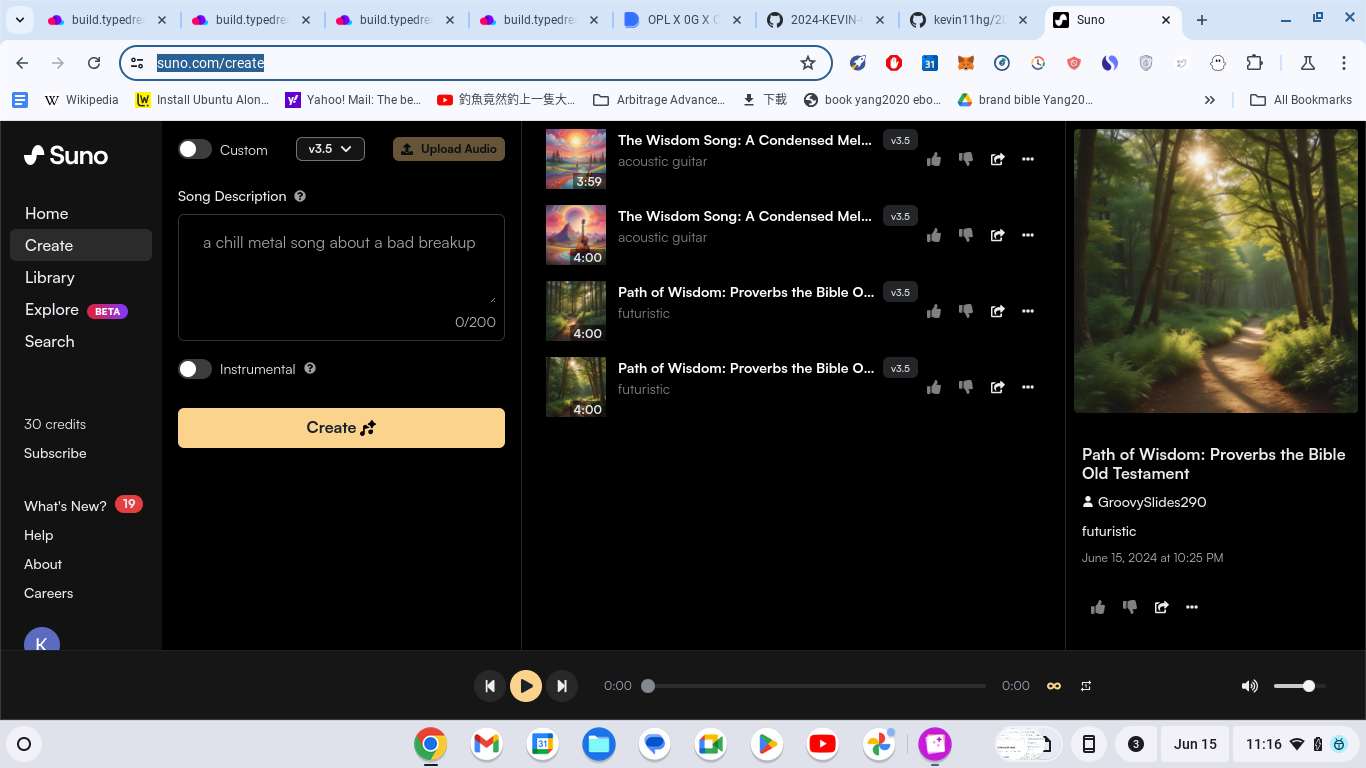 build.typedre
build.typedre
build.typedre
build.typedre
OPL X 0G X
2024-KEVIN-
kevin11hg/20
Suno
suno.com/create
Wikipedia
Install Ubuntu Alon...
Yahoo! Mail: The be...
釣魚竟然釣上一隻大...
Arbitrage Advance...
下載
book yang2020 ebo...
brand bible Yang20...
All Bookmarks
Suno
Home
Create
Library
Explore BETA
Search
30 credits
Subscribe
What's New? 19
Help
About
Careers
K
Custom
v3.5
Upload Audio
Song Description
a chill metal song about a bad breakup
0/200
Instrumental
Create
The Wisdom Song: A Condensed Mel... v3.5
acoustic guitar
3:59
The Wisdom Song: A Condensed Mel... v3.5
acoustic guitar
4:00
Path of Wisdom: Proverbs the Bible O... v3.5
futuristic
4:00
Path of Wisdom: Proverbs the Bible O... v3.5
futuristic
4:00
Path of Wisdom: Proverbs the Bible
Old Testament
GroovySlides290
futuristic
June 15, 2024 at 10:25 PM
0:00
0:00
3
Jun 15
11:16